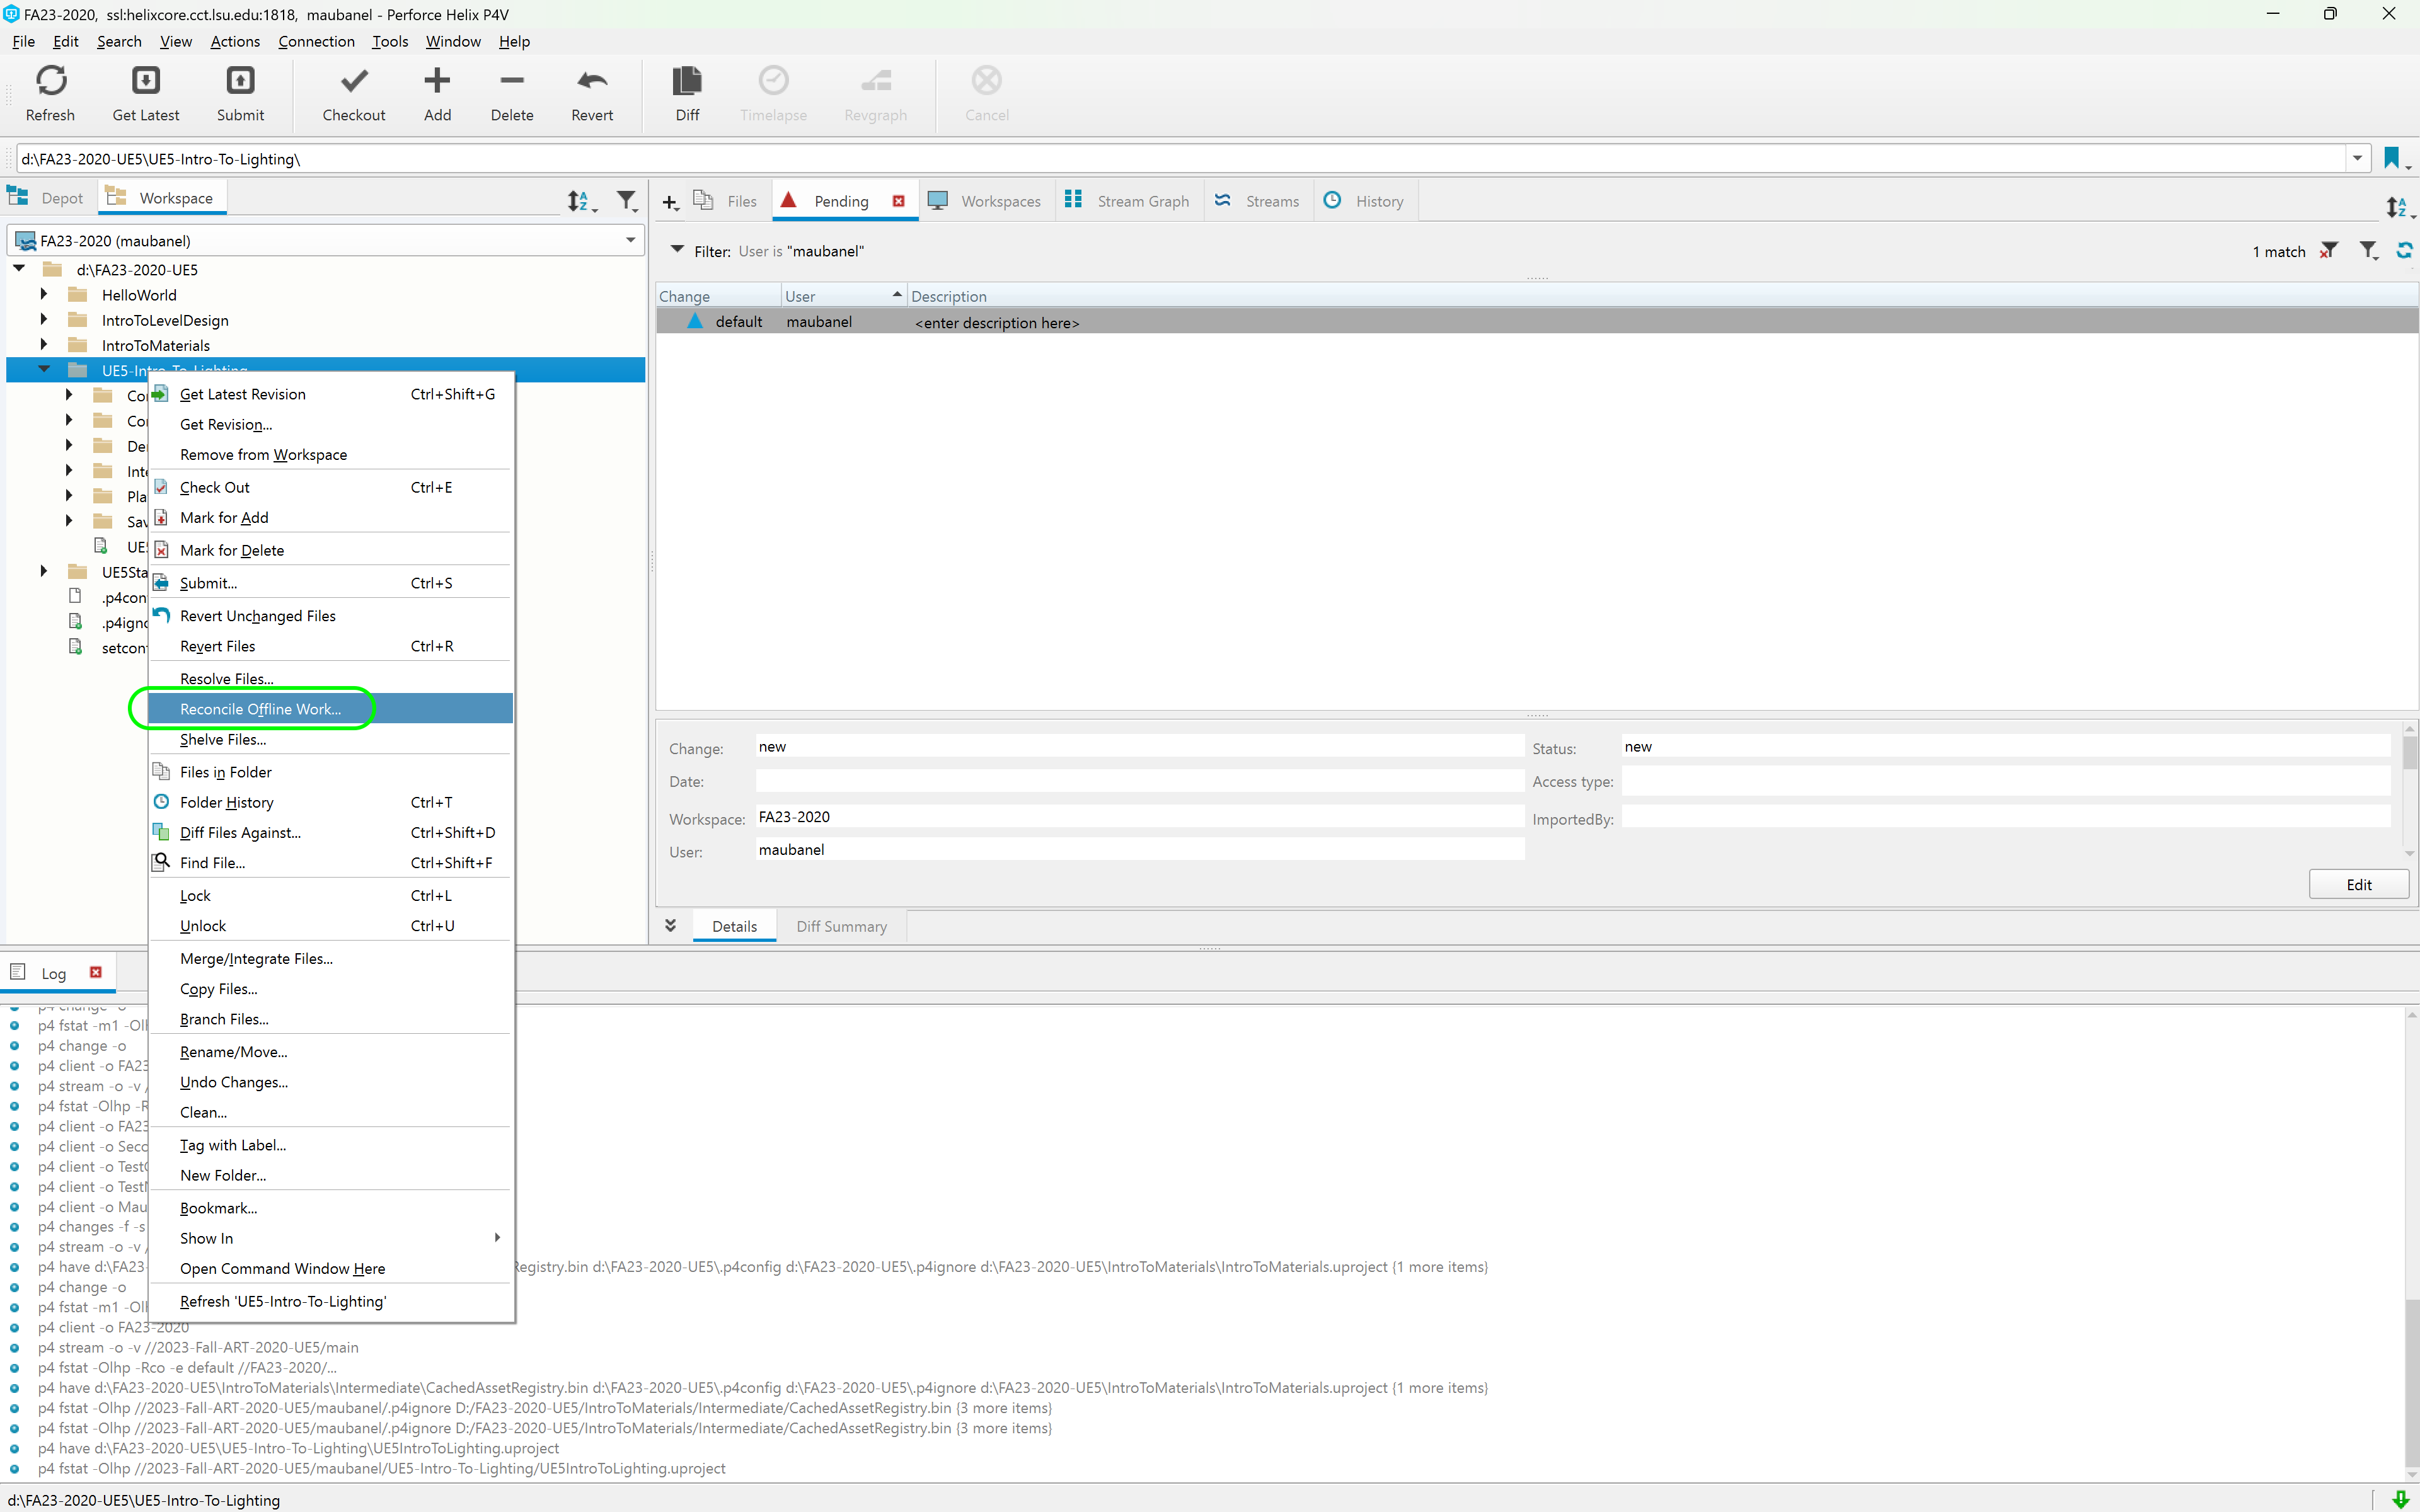 FA23-2020, ssl:helixcore.cct.lsu.edu:1818, maubanel - Perforce Helix P4V
File Edit Search View Actions Connection Tools Window Help
Refresh Get Latest Submit Checkout Add Delete Revert Diff Timelapse Revgraph Cancel
d:\FA23-2020-UE5\UE5-Intro-To-Lighting\
Depot Workspace
FA23-2020 (maubanel)
d:\FA23-2020-UE5
HelloWorld
IntroToLevelDesign
IntroToMaterials
UE5-Intro-To-Lighting
Co
Co
De
Int
Pla
Sav
UE5
UE5Sta
.p4con
.p4igno
setcon
Get Latest Revision Ctrl+Shift+G
Get Revision...
Remove from Workspace
Check Out Ctrl+E
Mark for Add
Mark for Delete
Submit... Ctrl+S
Revert Unchanged Files
Revert Files Ctrl+R
Resolve Files...
Reconcile Offline Work...
Shelve Files...
Files in Folder
Folder History Ctrl+T
Diff Files Against... Ctrl+Shift+D
Find File... Ctrl+Shift+F
Lock Ctrl+L
Unlock Ctrl+U
Merge/Integrate Files...
Copy Files...
Branch Files...
Rename/Move...
Undo Changes...
Clean...
Tag with Label...
New Folder...
Bookmark...
Show In
Open Command Window Here
Refresh 'UE5-Intro-To-Lighting'
Files Pending Workspaces Stream Graph Streams History
Filter: User is "maubanel" 1 match
Change User Description
default maubanel <enter description here>
Change: new Status: new
Date: Access type:
Workspace: FA23-2020 ImportedBy:
User: maubanel
Edit
Details Diff Summary
Log
p4 change -o
p4 fstat -m1 -Olh
p4 change -o
p4 client -o FA23
p4 stream -o -v /
p4 fstat -Olhp -R
p4 client -o FA23
p4 client -o Seco
p4 client -o Test
p4 client -o Test
p4 client -o Mau
p4 changes -f -s
p4 stream -o -v /
p4 have d:\FA23- Registry.bin d:\FA23-2020-UE5\.p4config d:\FA23-2020-UE5\.p4ignore d:\FA23-2020-UE5\IntroToMaterials\IntroToMaterials.uproject {1 more items}
p4 change -o
p4 fstat -m1 -Olh
p4 client -o FA23-2020
p4 stream -o -v //2023-Fall-ART-2020-UE5/main
p4 fstat -Olhp -Rco -e default //FA23-2020/...
p4 have d:\FA23-2020-UE5\IntroToMaterials\Intermediate\CachedAssetRegistry.bin d:\FA23-2020-UE5\.p4config d:\FA23-2020-UE5\.p4ignore d:\FA23-2020-UE5\IntroToMaterials\IntroToMaterials.uproject {1 more items}
p4 fstat -Olhp //2023-Fall-ART-2020-UE5/maubanel/.p4ignore D:/FA23-2020-UE5/IntroToMaterials/Intermediate/CachedAssetRegistry.bin {3 more items}
p4 fstat -Olhp //2023-Fall-ART-2020-UE5/maubanel/.p4ignore D:/FA23-2020-UE5/IntroToMaterials/Intermediate/CachedAssetRegistry.bin {3 more items}
p4 have d:\FA23-2020-UE5\UE5-Intro-To-Lighting\UE5IntroToLighting.uproject
p4 fstat -Olhp //2023-Fall-ART-2020-UE5/maubanel/UE5-Intro-To-Lighting/UE5IntroToLighting.uproject
d:\FA23-2020-UE5\UE5-Intro-To-Lighting